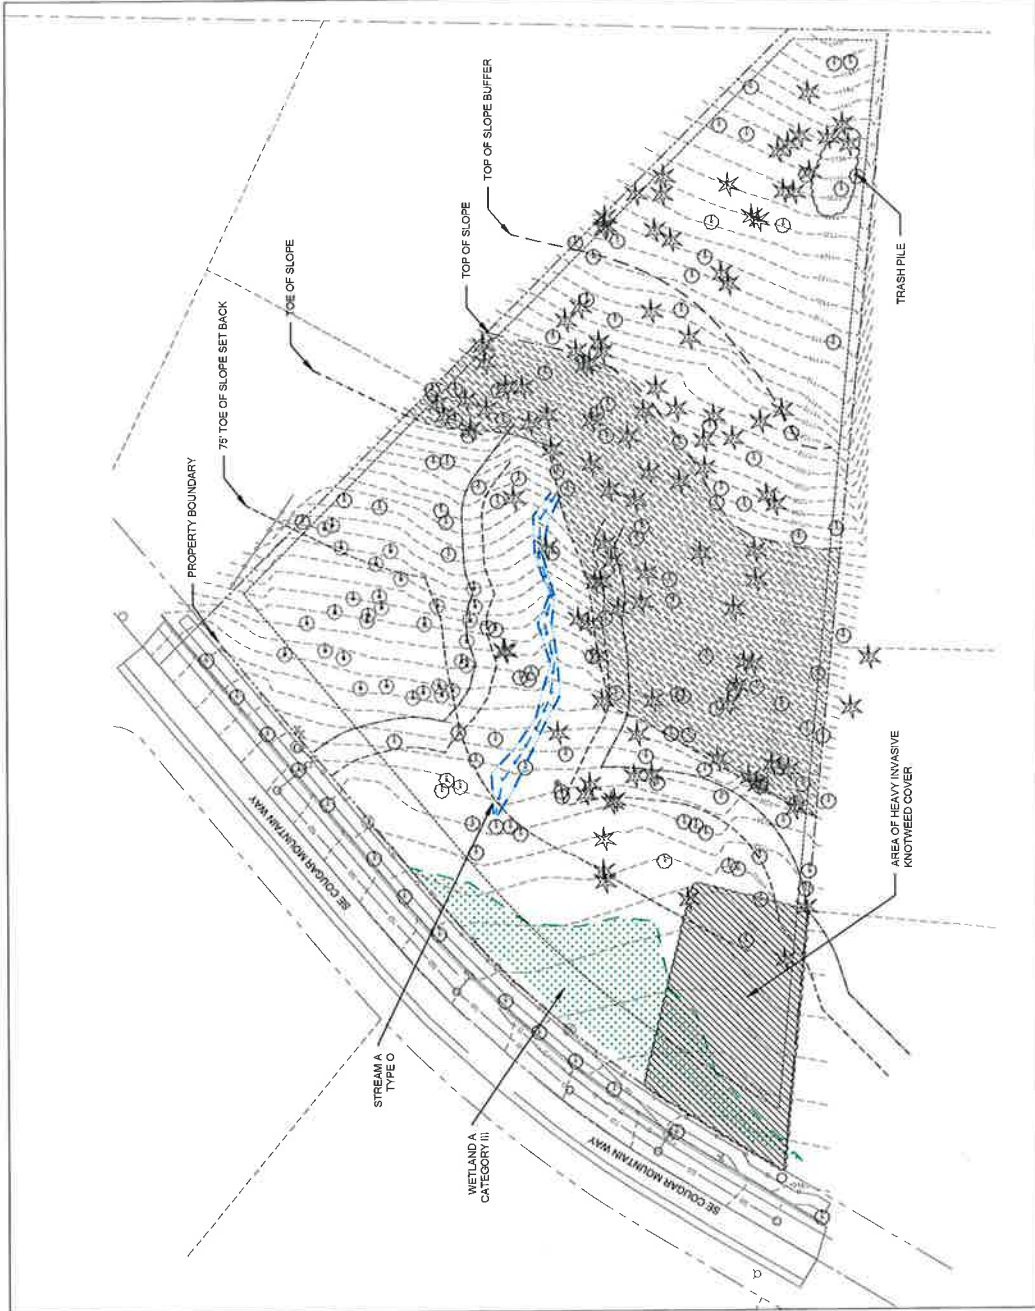 PROPERTY BOUNDARY
75' TOE OF SLOPE SET BACK
TOE OF SLOPE
TOP OF SLOPE
TOP OF SLOPE BUFFER
SE COUGAR MOUNTAIN WAY
STREAM A
TYPE O
WETLAND A
CATEGORY III
SE COUGAR MOUNTAIN WAY
AREA OF HEAVY INVASIVE
KNOTWEED COVER
TRASH PILE